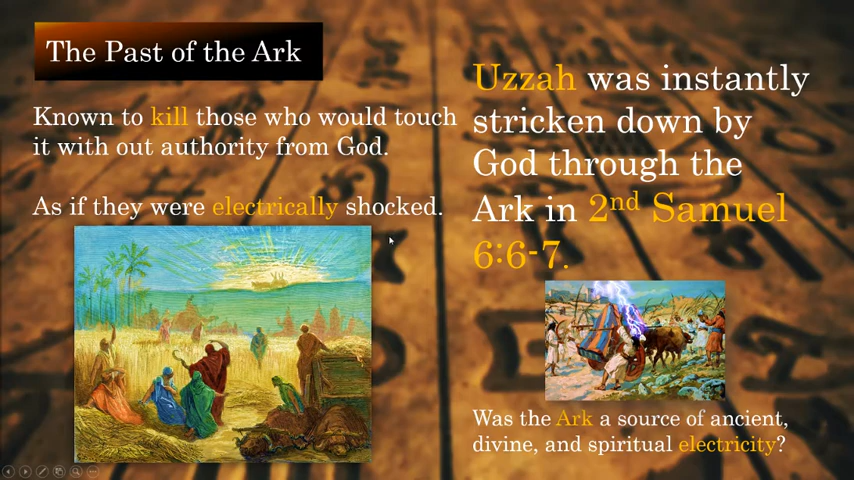 The Past of the Ark
Known to kill those who would touch
it with out authority from God.
As if they were electrically shocked.
Uzzah was instantly
stricken down by
God through the
Ark in 2nd Samuel
6:6-7.
Was the Ark a source of ancient,
divine, and spiritual electricity?